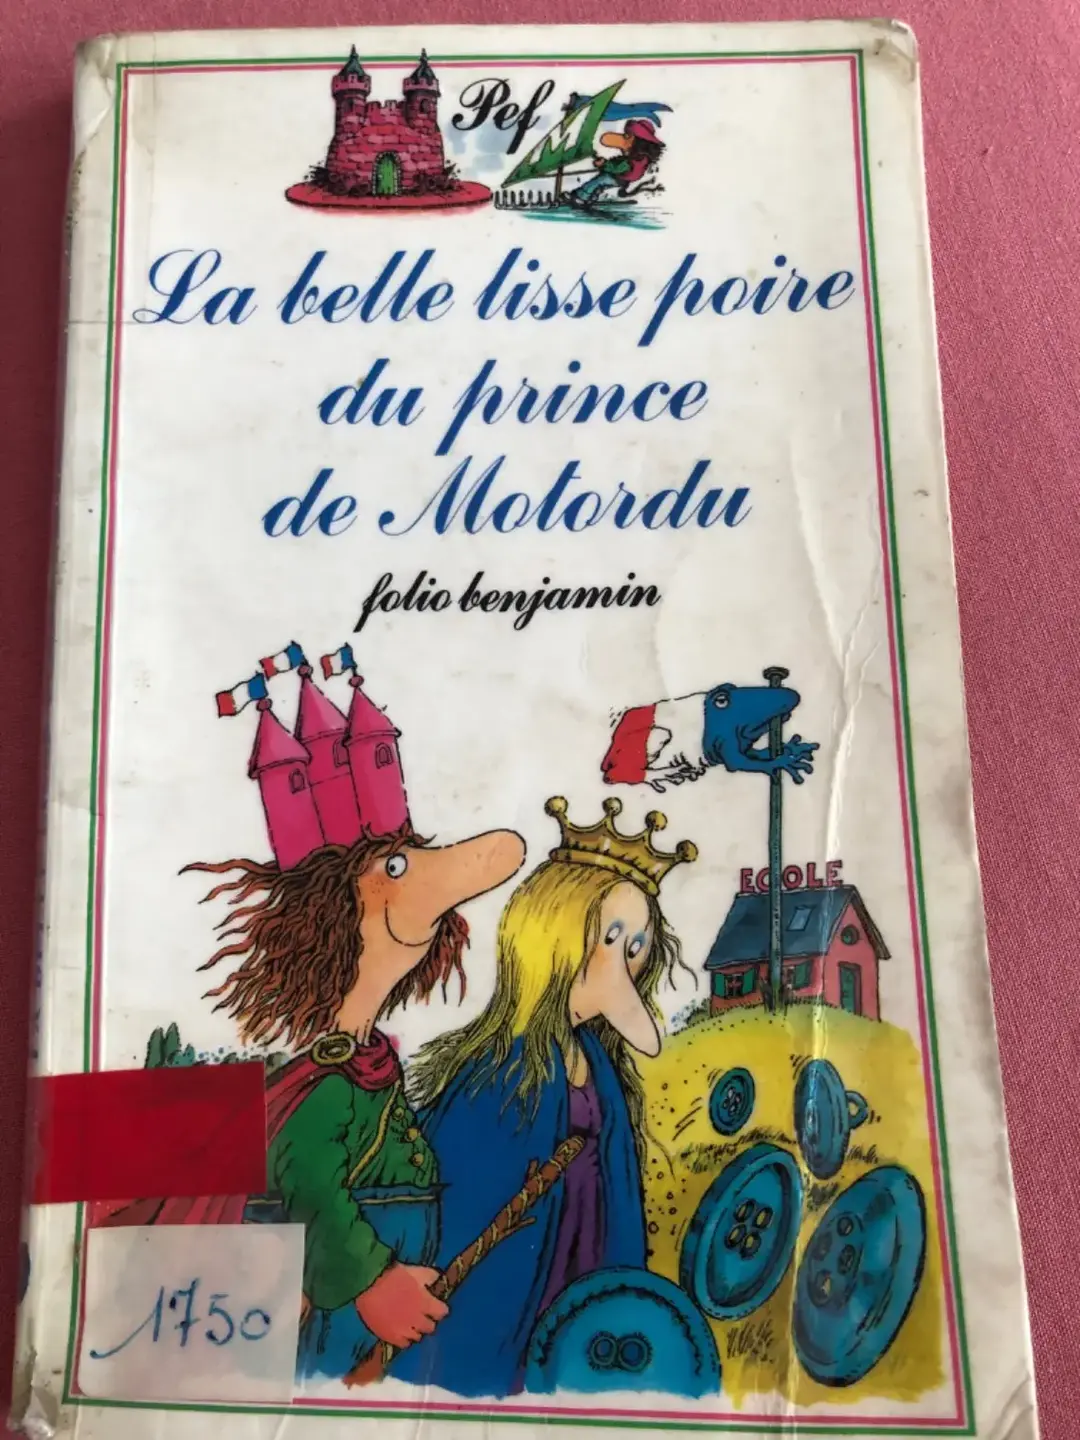 Pef
La belle lisse poire
du prince
de Motordu
folio benjamin
ECOLE
1750